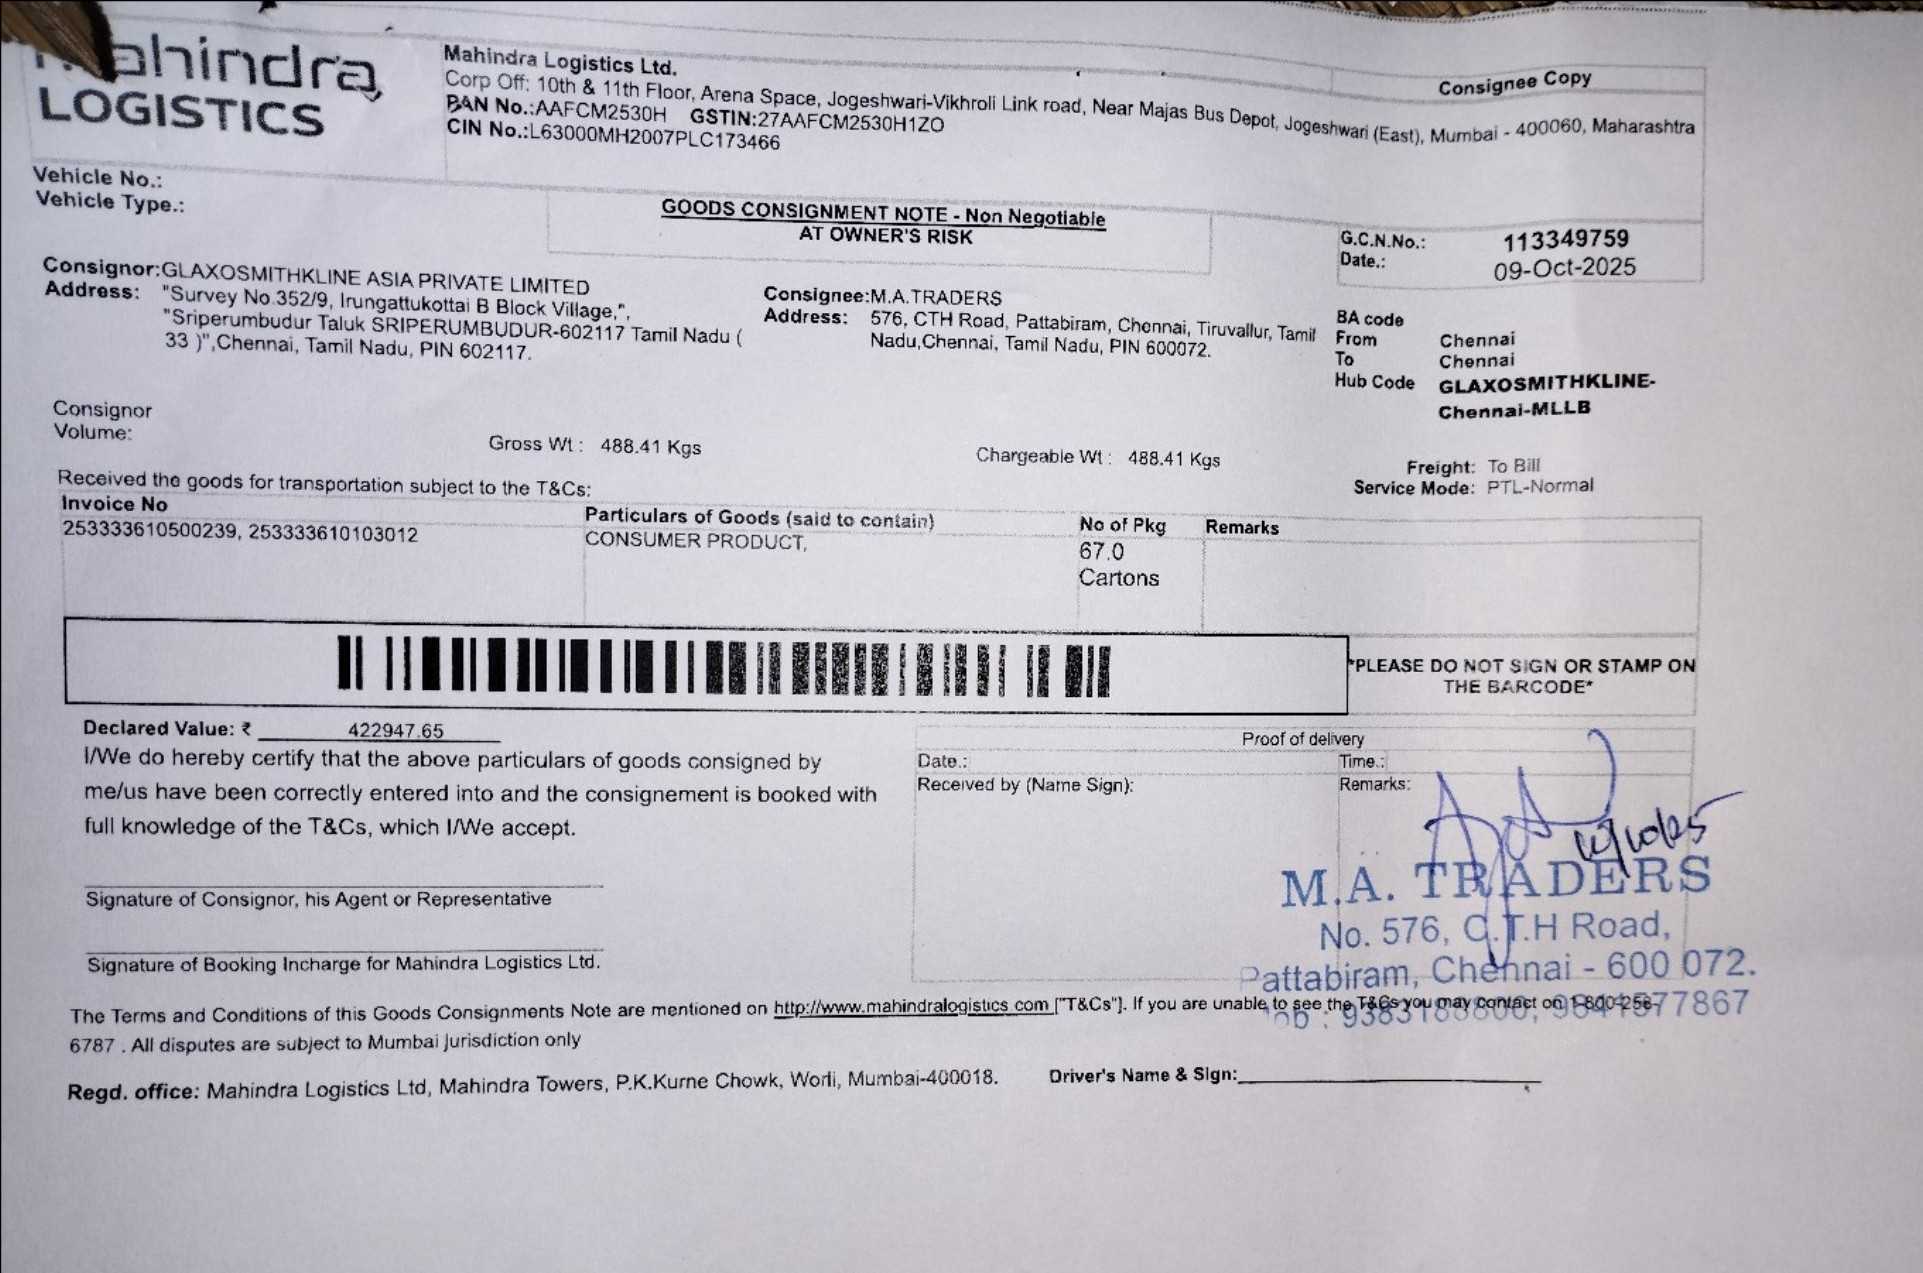 mahindra
LOGISTICS
Mahindra Logistics Ltd.
Consignee Copy
Corp Off: 10th & 11th Floor, Arena Space, Jogeshwari-Vikhroli Link road, Near Majas Bus Depot, Jogeshwari (East), Mumbai - 400060, Maharashtra
PAN No.:AAFCM2530H GSTIN:27AAFCM2530H1ZO
CIN No.:L63000MH2007PLC173466
Vehicle No.:
Vehicle Type.:
GOODS CONSIGNMENT NOTE - Non Negotiable
AT OWNER'S RISK
G.C.N.No.: 113349759
Date.: 09-Oct-2025
Consignor:GLAXOSMITHKLINE ASIA PRIVATE LIMITED
Address: "Survey No.352/9, Irungattukottai B Block Village,",
"Sriperumbudur Taluk SRIPERUMBUDUR-602117 Tamil Nadu (
33 )",Chennai, Tamil Nadu, PIN 602117.
Consignee:M.A.TRADERS
Address: 576, CTH Road, Pattabiram, Chennai, Tiruvallur, Tamil
Nadu,Chennai, Tamil Nadu, PIN 600072.
BA code
From Chennai
To Chennai
Hub Code GLAXOSMITHKLINE-
Chennai-MLLB
Consignor
Volume:
Gross Wt : 488.41 Kgs
Chargeable Wt : 488.41 Kgs
Freight: To Bill
Service Mode: PTL-Normal
Received the goods for transportation subject to the T&Cs:
Invoice No Particulars of Goods (said to contain) No of Pkg Remarks
253333610500239, 253333610103012 CONSUMER PRODUCT, 67.0
Cartons
*PLEASE DO NOT SIGN OR STAMP ON
THE BARCODE*
Declared Value: ₹ 422947.65
I/We do hereby certify that the above particulars of goods consigned by
me/us have been correctly entered into and the consignement is booked with
full knowledge of the T&Cs, which I/We accept.
Proof of delivery
Date.: Time.:
Received by (Name Sign): Remarks:
M.A. TRADERS
No. 576, C.T.H Road,
Pattabiram, Chennai - 600 072.
Signature of Consignor, his Agent or Representative
Signature of Booking Incharge for Mahindra Logistics Ltd.
The Terms and Conditions of this Goods Consignments Note are mentioned on http://www.mahindralogistics.com ["T&Cs"]. If you are unable to see the T&Cs you may contact on 1-800-258-
6787 . All disputes are subject to Mumbai Jurisdiction only
Regd. office: Mahindra Logistics Ltd, Mahindra Towers, P.K.Kurne Chowk, Worli, Mumbai-400018.
Driver's Name & Sign: